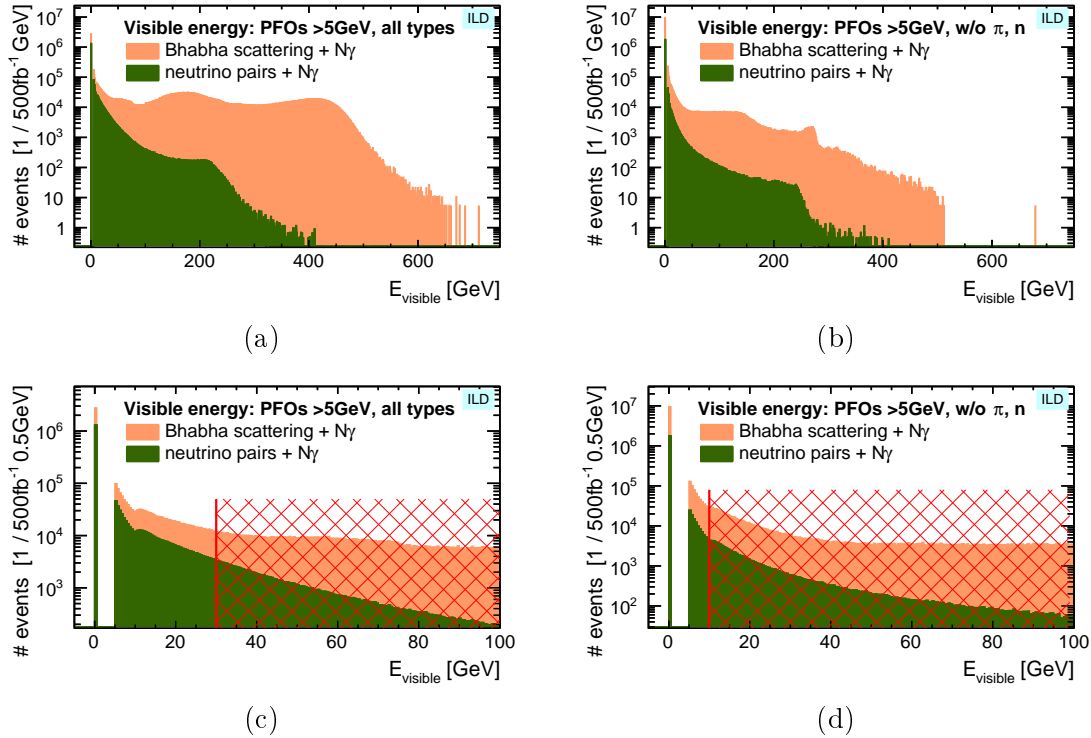 # events [1 / 500fb⁻¹ GeV]
10⁷
10⁶
10⁵
10⁴
10³
10²
10
1
Visible energy: PFOs >5GeV, all types
ILD
Bhabha scattering + Nγ
neutrino pairs + Nγ
0 200 400 600
E_visible [GeV]
(a)
# events [1 / 500fb⁻¹ GeV]
10⁷
10⁶
10⁵
10⁴
10³
10²
10
1
Visible energy: PFOs >5GeV, w/o π, n
ILD
Bhabha scattering + Nγ
neutrino pairs + Nγ
0 200 400 600
E_visible [GeV]
(b)
# events [1 / 500fb⁻¹ 0.5GeV]
10⁶
10⁵
10⁴
10³
Visible energy: PFOs >5GeV, all types
ILD
Bhabha scattering + Nγ
neutrino pairs + Nγ
0 20 40 60 80 100
E_visible [GeV]
(c)
# events [1 / 500fb⁻¹ 0.5GeV]
10⁷
10⁶
10⁵
10⁴
10³
10²
Visible energy: PFOs >5GeV, w/o π, n
ILD
Bhabha scattering + Nγ
neutrino pairs + Nγ
0 20 40 60 80 100
E_visible [GeV]
(d)